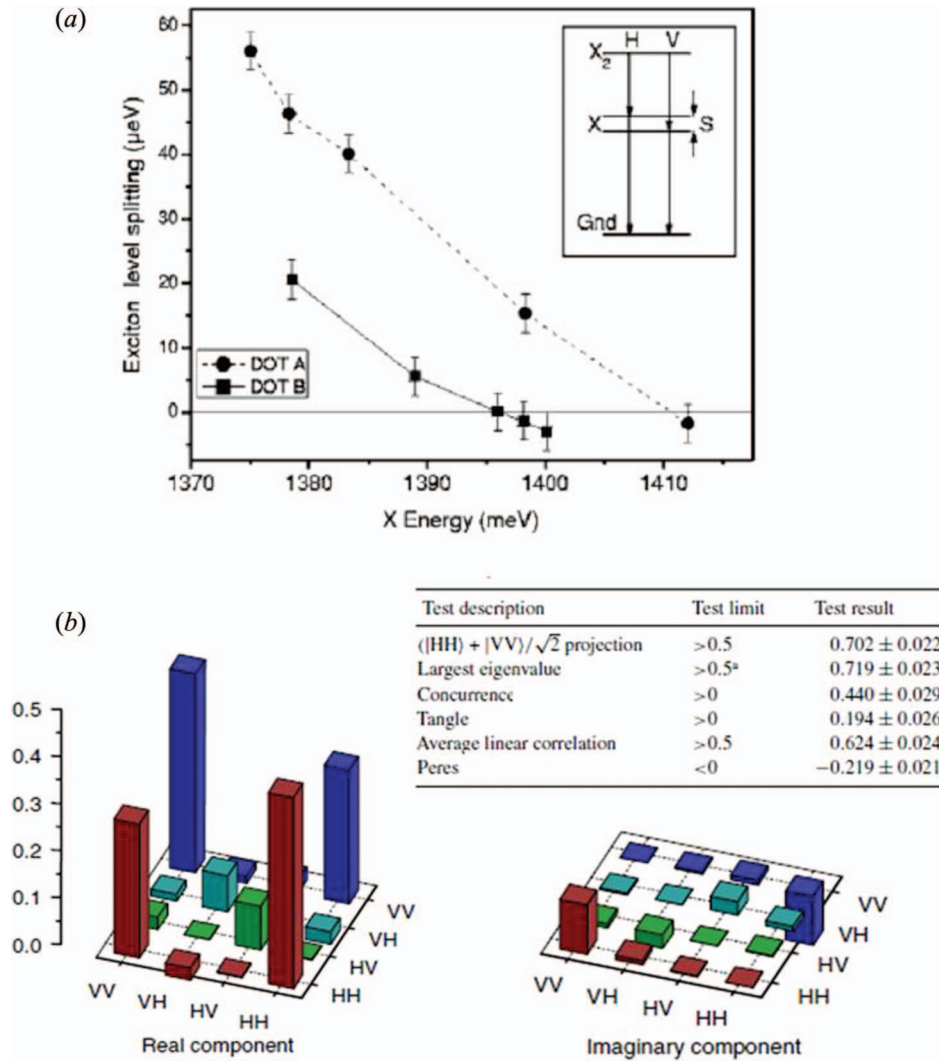 (a)
60
50
40
30
20
10
0
Exciton level splitting (µeV)
DOT A
DOT B
H V
X₂
X S
Gnd
1370 1380 1390 1400 1410
X Energy (meV)
(b)
Test description Test limit Test result
(|HH⟩ + |VV⟩/√2 projection >0.5 0.702 ± 0.022
Largest eigenvalue >0.5ᵃ 0.719 ± 0.023
Concurrence >0 0.440 ± 0.029
Tangle >0 0.194 ± 0.026
Average linear correlation >0.5 0.624 ± 0.024
Peres <0 −0.219 ± 0.021
0.5
0.4
0.3
0.2
0.1
0.0
VV
VH
HV
HH
VV VH HV HH
Real component
VV
VH
HV
HH
VV VH HV HH
Imaginary component